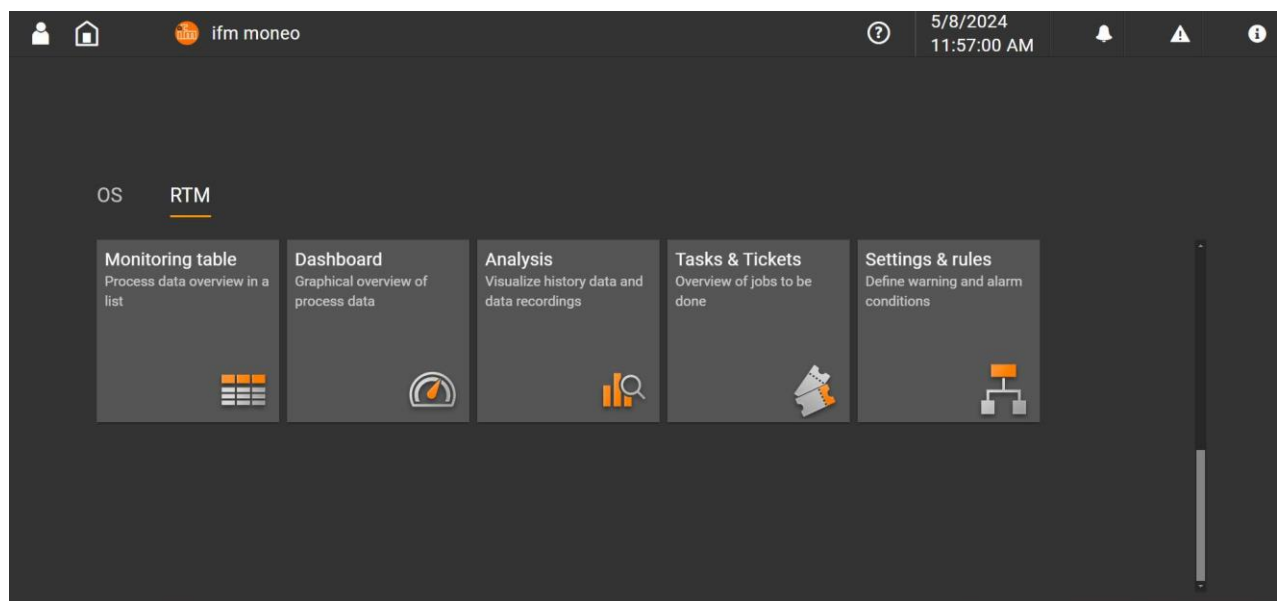 ifm moneo
5/8/2024
11:57:00 AM
OS
RTM
Monitoring table
Process data overview in a
list
Dashboard
Graphical overview of
process data
Analysis
Visualize history data and
data recordings
Tasks & Tickets
Overview of jobs to be
done
Settings & rules
Define warning and alarm
conditions